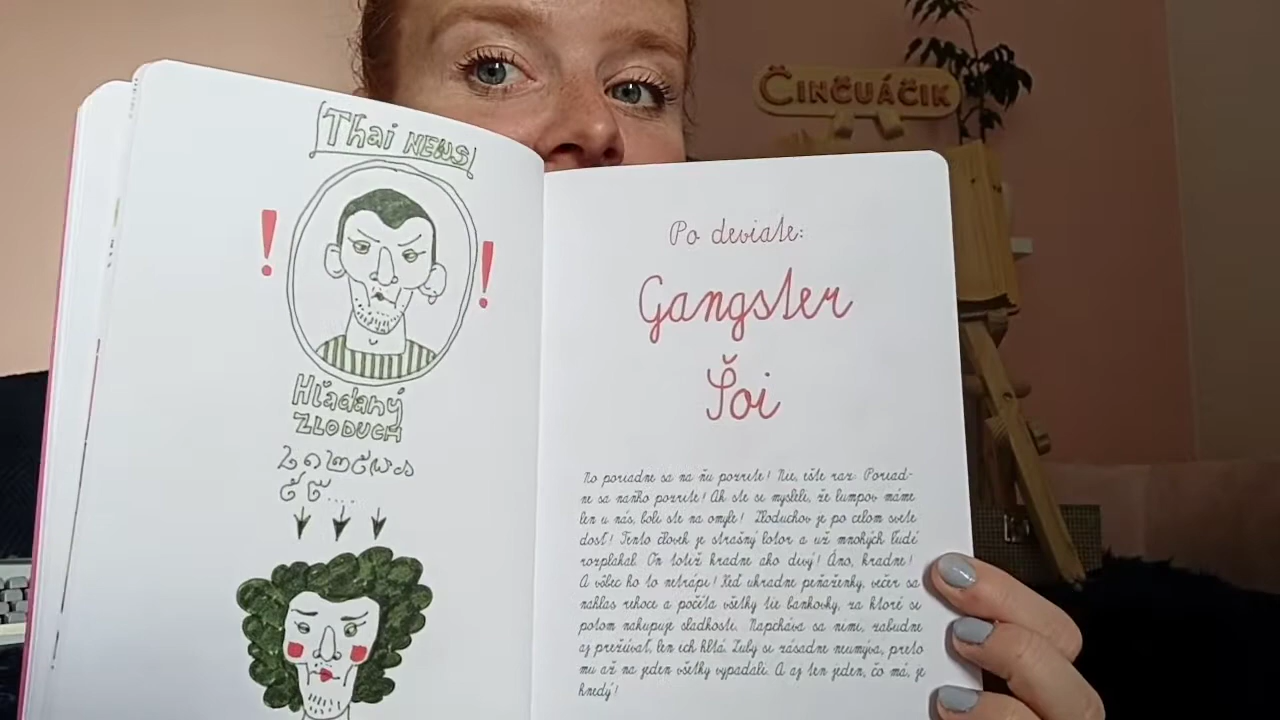 Thai NEWS
!
!
Hľadaný
ZLODUCH
ČINČUÁČIK
Po deviate:
Gangster
Šoi
No poriadne sa na ňu pozrite! Nie, ešte raz. Poriad-
ne sa naňho pozrite! Ak ste si mysleli, že lumpov máme
len u nás, boli ste na omyle! Zloduchov je po celom svete
dosť! Tento človek je strašný lotor a už mnohých ľudí
rozplakal. On totiž kradne ako divý! Áno, kradne!
A vôbec ho to netrápi! Keď ukradne peňaženky, večer sa
nahlas rehoce a počíta všetky tie bankovky, za ktoré si
potom nakupuje sladkosti. Napcháva sa nimi, zabudne
aj prežúvať, len ich hltá. Zuby si zásadne neumýva, preto
mu až na jeden všetky vypadali. A aj ten jeden, čo má, je
hnedý!